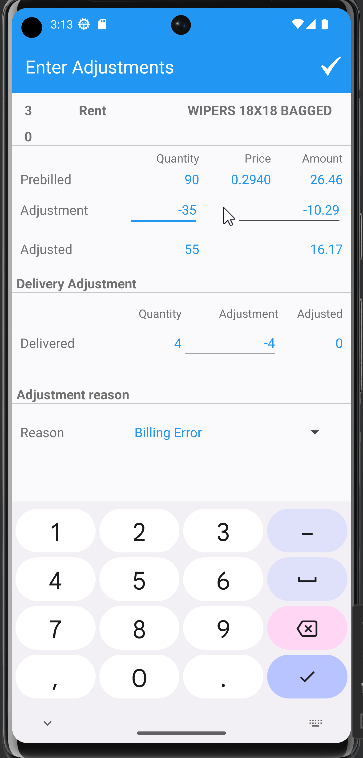 3:13
Enter Adjustments
3 Rent WIPERS 18X18 BAGGED
0
Quantity Price Amount
Prebilled 90 0.2940 26.46
Adjustment -35 -10.29
Adjusted 55 16.17
Delivery Adjustment
Quantity Adjustment Adjusted
Delivered 4 -4 0
Adjustment reason
Reason Billing Error
1 2 3 –
4 5 6
7 8 9
, 0 .